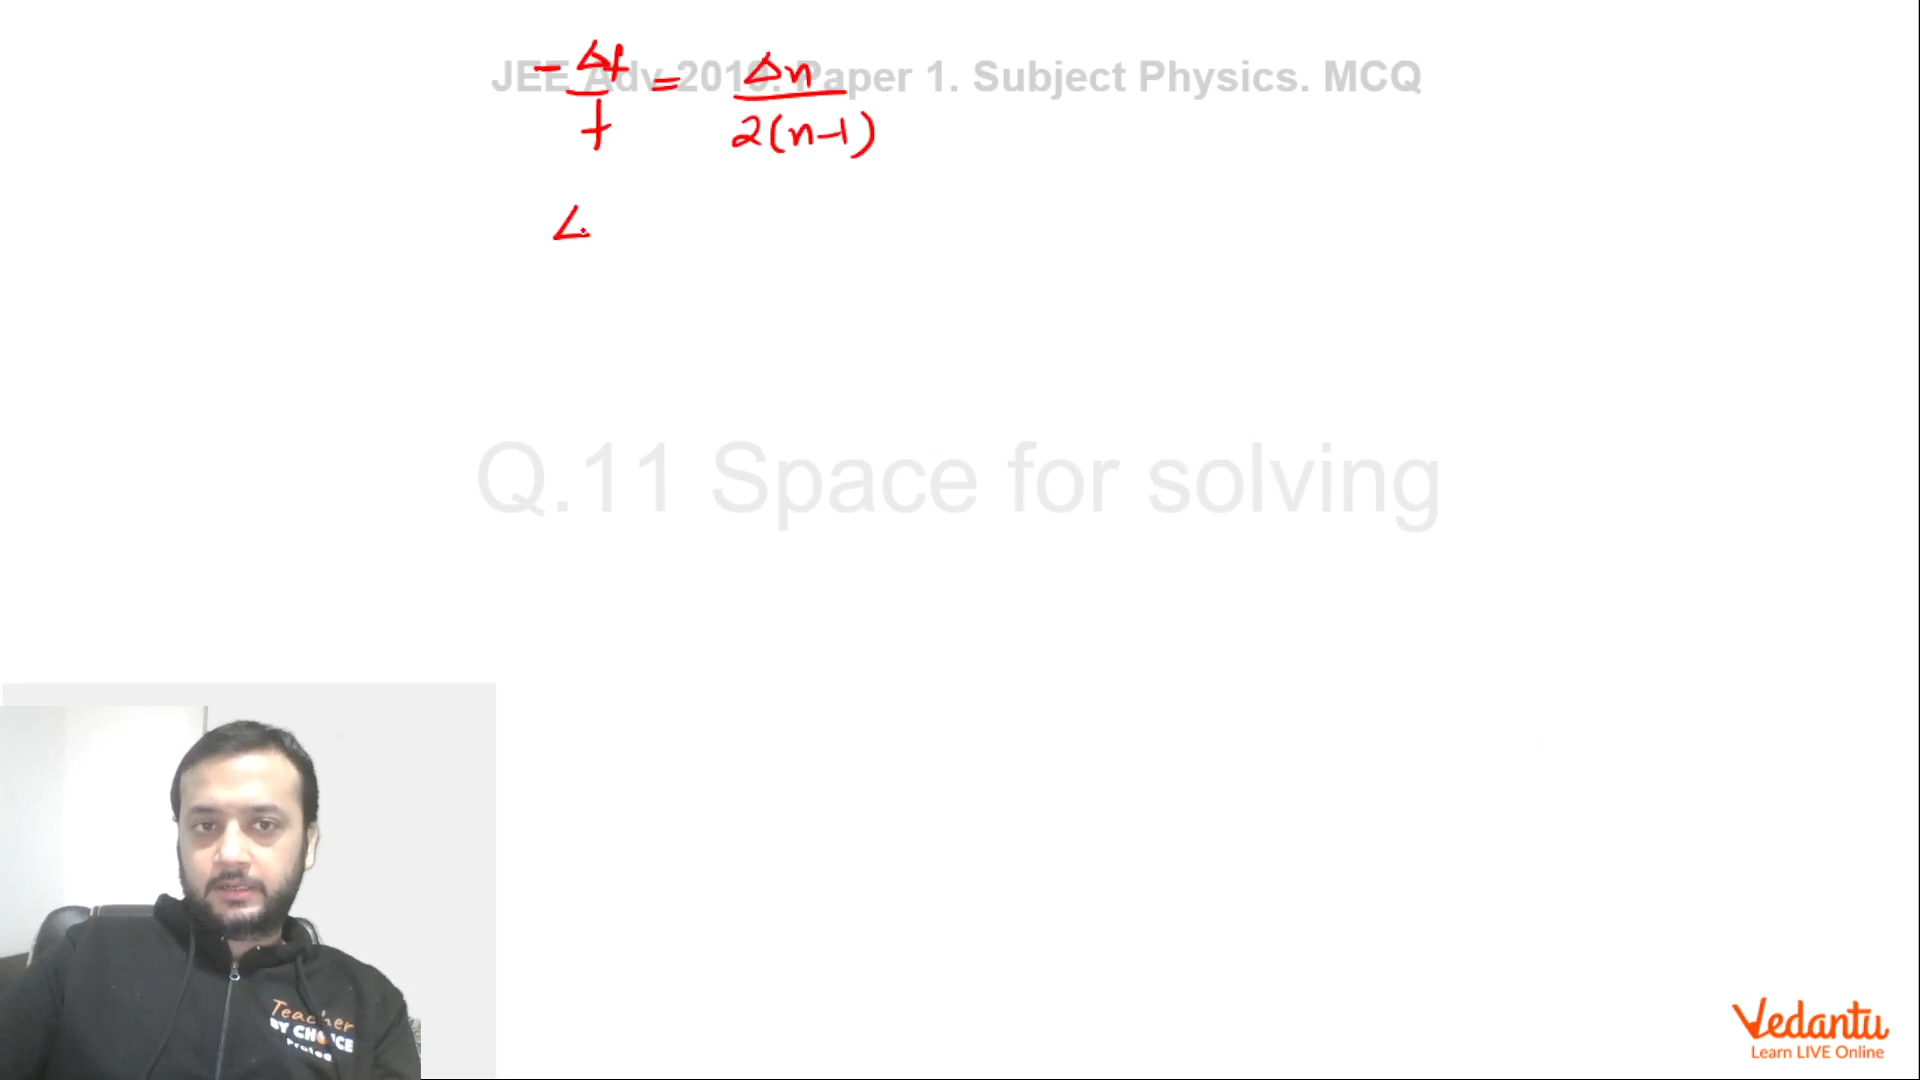 JEE Adv 2019. Paper 1. Subject Physics. MCQ
-Δf/f = Δn/2(n-1)
Q.11 Space for solving
Teacher
BY CHOICE
Prateek
Vedantu
Learn LIVE Online